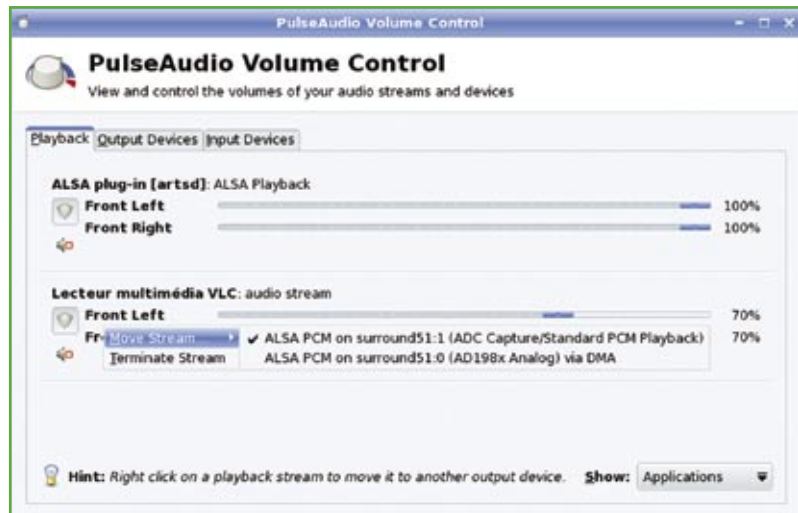 PulseAudio Volume Control
PulseAudio Volume Control
View and control the volumes of your audio streams and devices
Playback Output Devices Input Devices
ALSA plug-in [artsd]: ALSA Playback
Front Left 100%
Front Right 100%
Lecteur multimédia VLC: audio stream
Front Left 70%
Fr 70%
Move Stream ✔ ALSA PCM on surround51:1 (ADC Capture/Standard PCM Playback)
Terminate Stream ALSA PCM on surround51:0 (AD198x Analog) via DMA
Hint: Right click on a playback stream to move it to another output device. Show: Applications